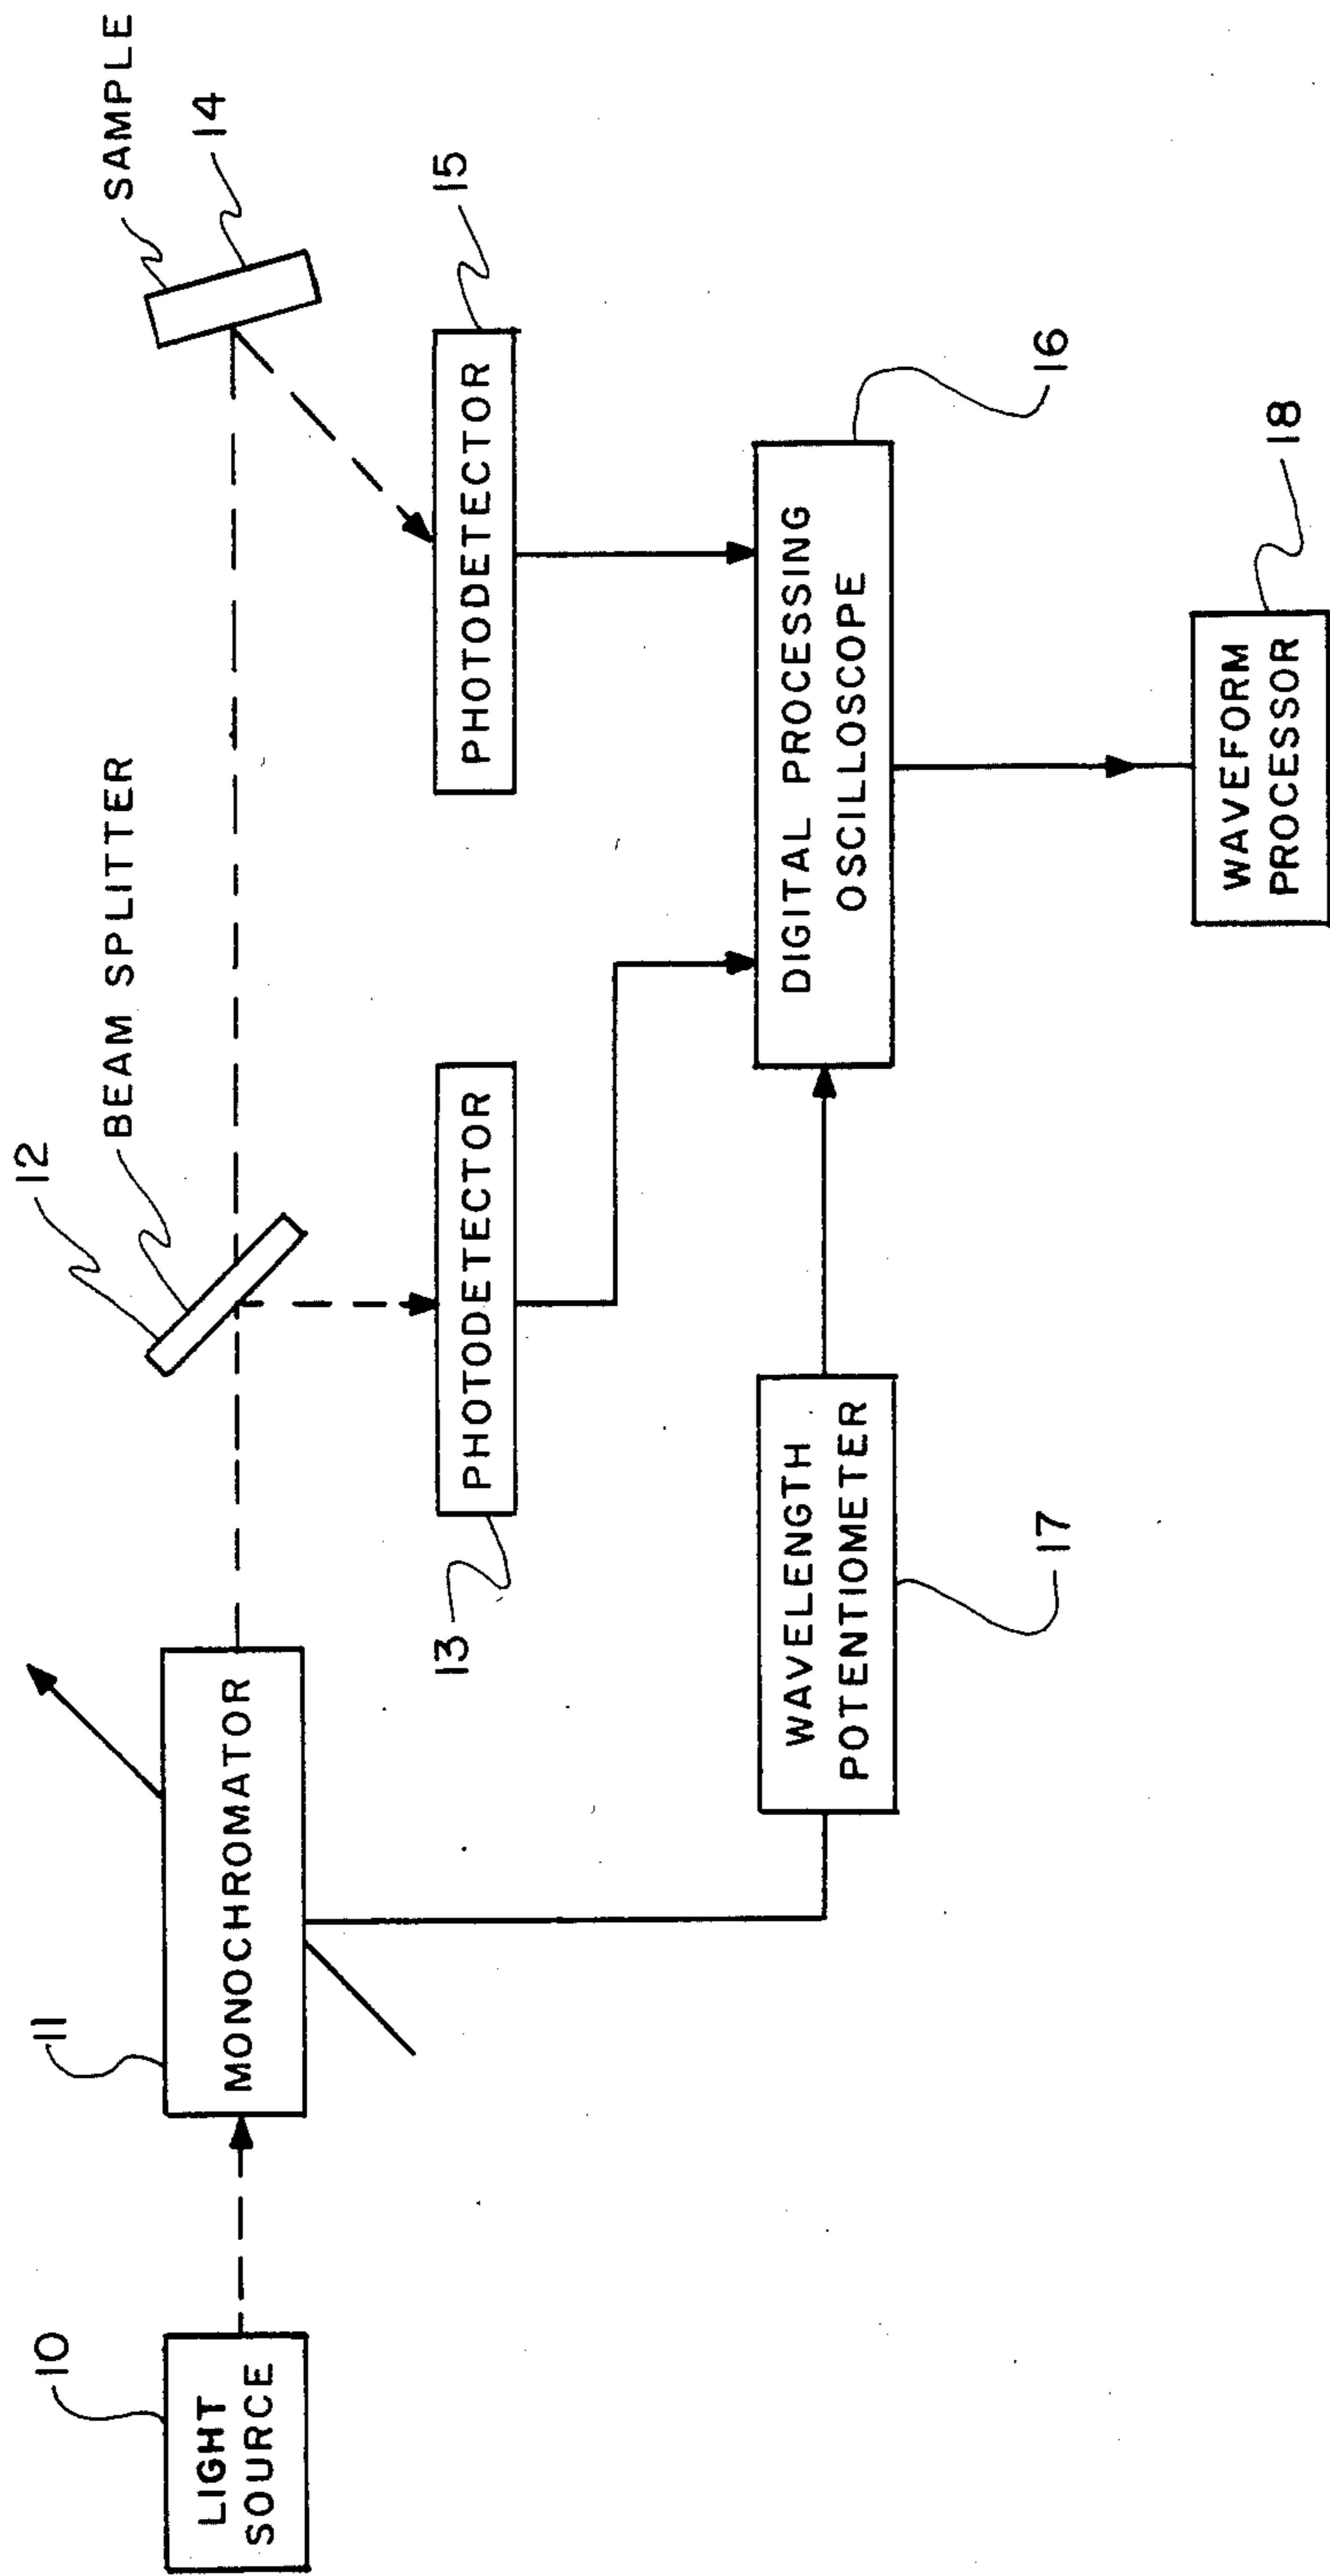 12
BEAM SPLITTER
SAMPLE
14
10
LIGHT
SOURCE
11
MONOCHROMATOR
13
PHOTODETECTOR
PHOTODETECTOR
15
WAVELENGTH
POTENTIOMETER
17
DIGITAL PROCESSING
OSCILLOSCOPE
16
WAVEFORM
PROCESSOR
18